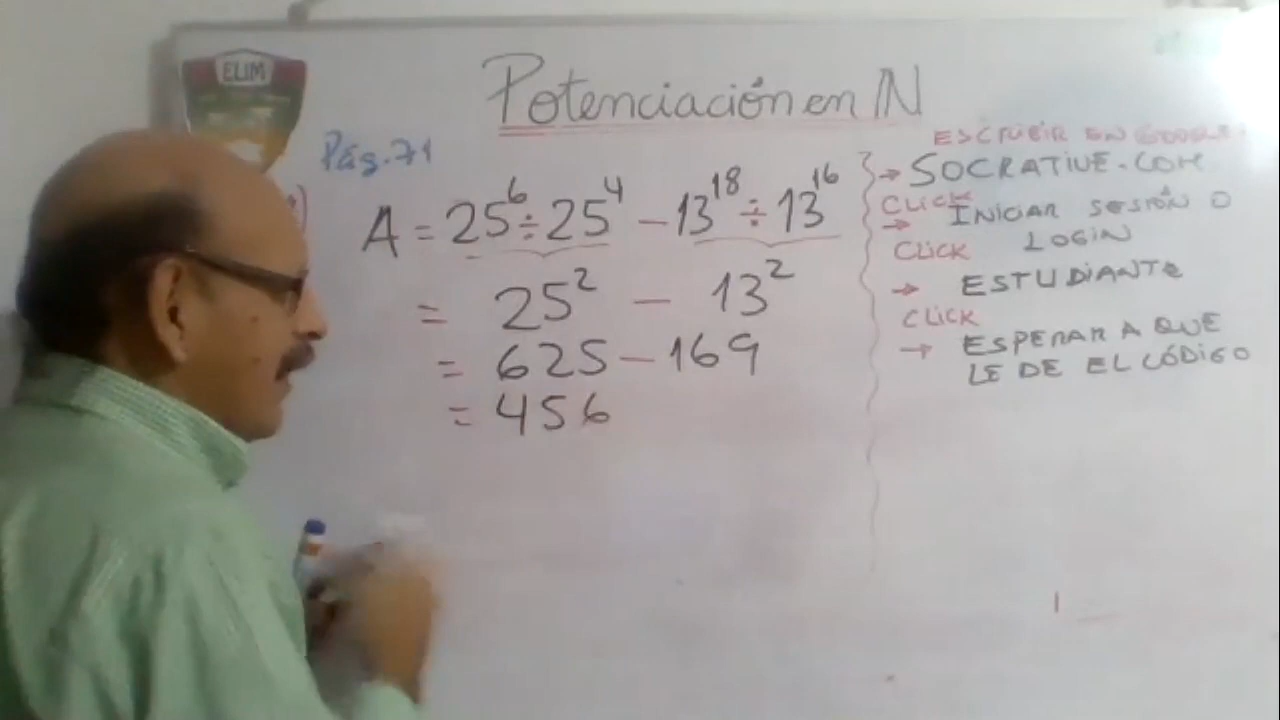 ELIM
Potenciación en ℕ
Pág. 71
A = 25⁶ ÷ 25⁴ − 13¹⁸ ÷ 13¹⁶
= 25² − 13²
= 625 − 169
= 456
ESCRIBIR EN GOOGLE:
→ SOCRATIVE.COM
CLICK
→ INICIAR SESIÓN O
LOGIN
CLICK
→ ESTUDIANTE
CLICK
→ ESPERAR A QUE
LE DE EL CÓDIGO